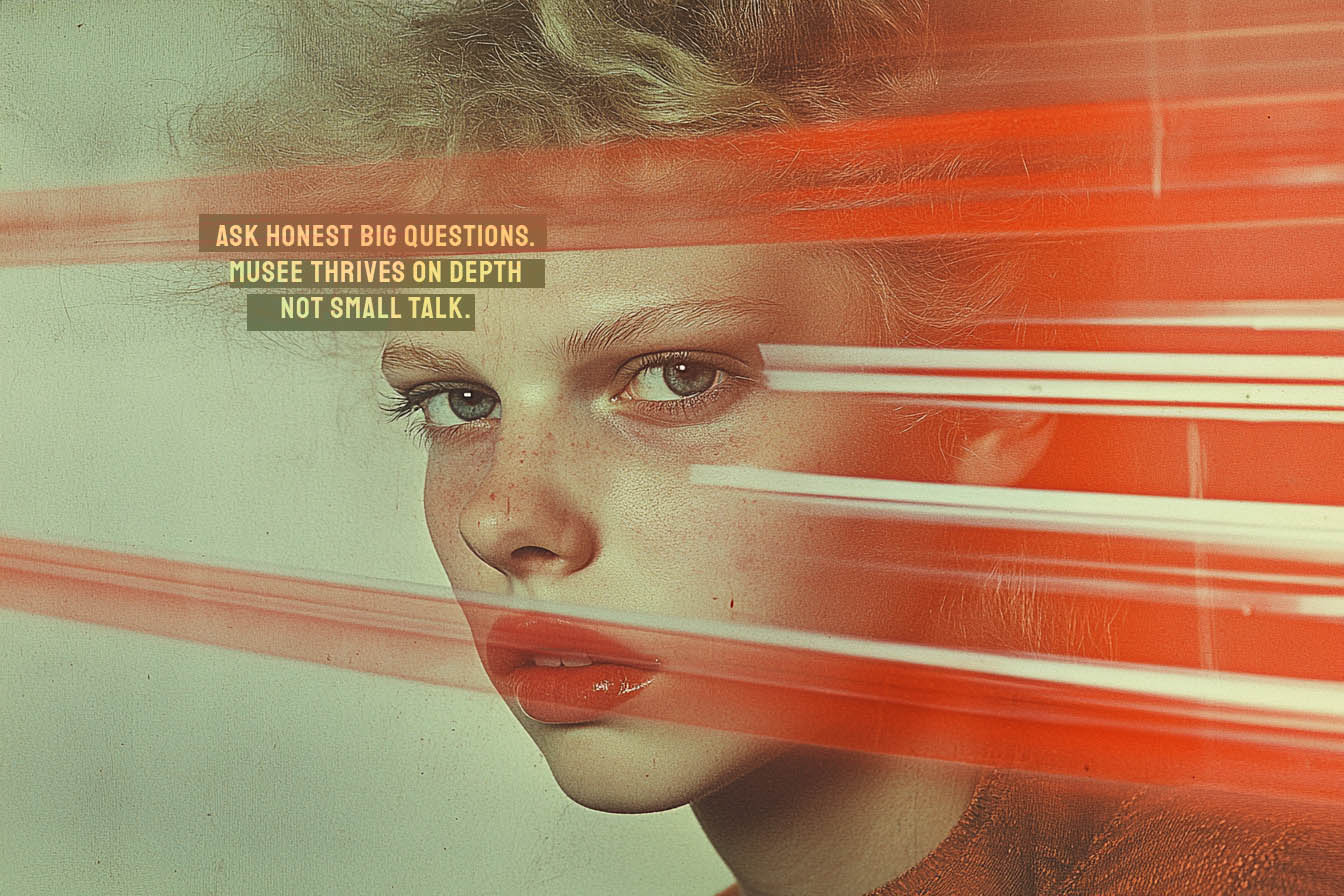 ASK HONEST BIG QUESTIONS.
MUSEE THRIVES ON DEPTH
NOT SMALL TALK.